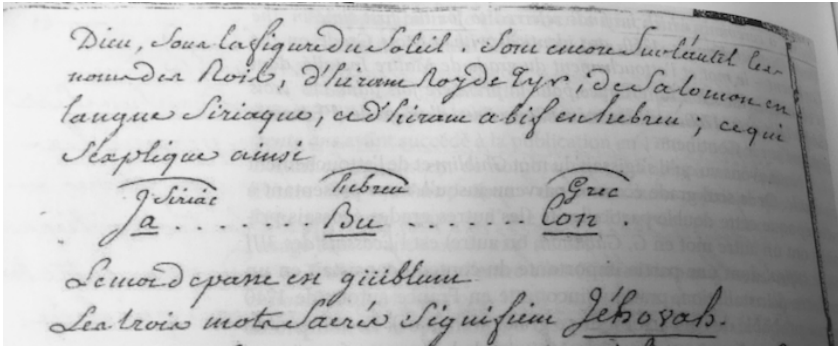 Dieu, sous la figure du Soleil. Sont encore sur l'autel les
noms des Rois, d'hiram Roy de Tyr, de Salomon en
langue Siriaque, et d'hiram abif en hebreu ; ce qui
s'explique ainsi
Siriac hebreu Grec
Ja . . . . . . Bu . . . . . . . Lon .
Le mot de passe en guiblum
Les trois mots Sacrés Signifient Jéhovah.